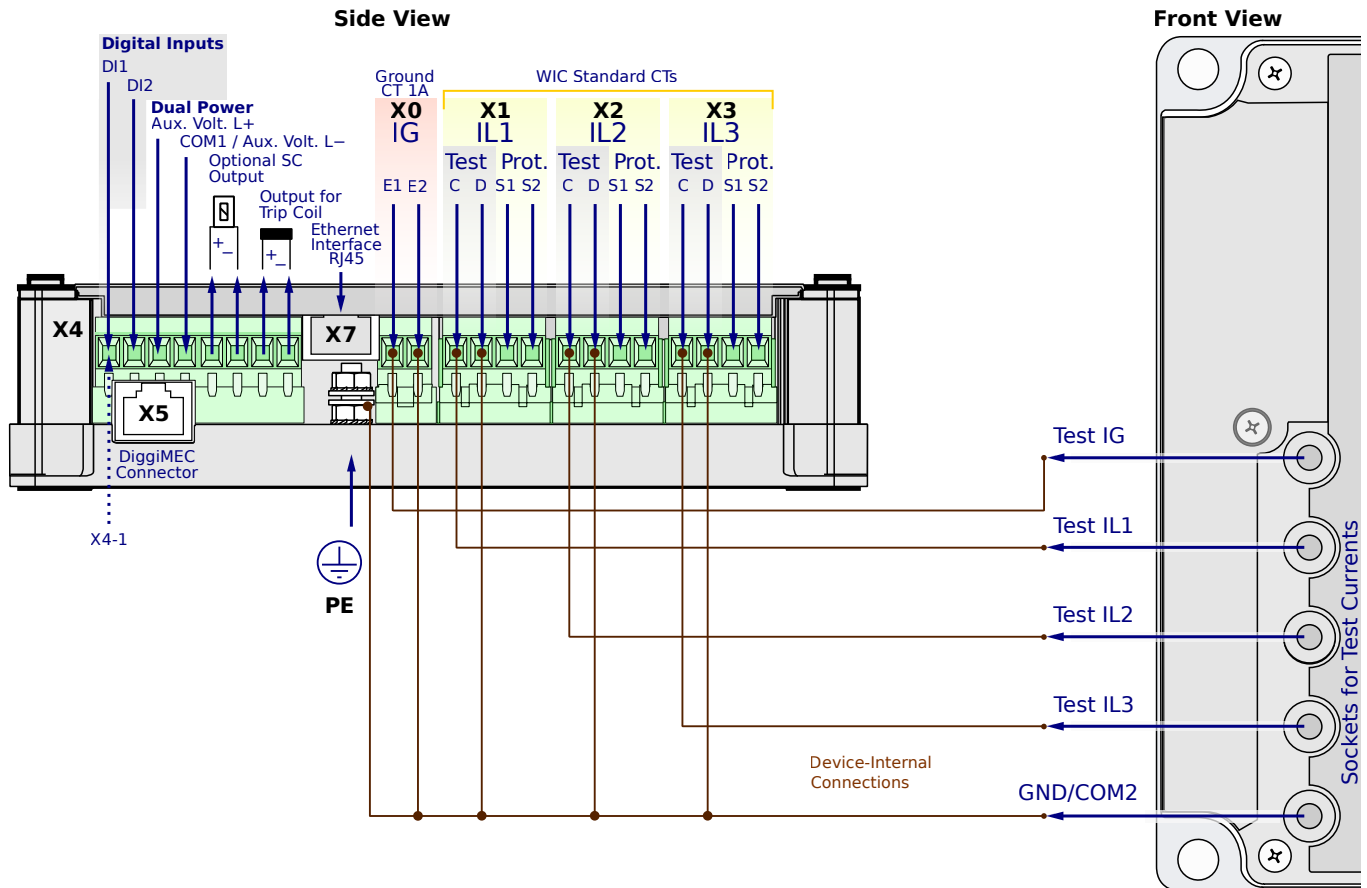 Side View
Front View
Digital Inputs
DI1
DI2
Dual Power
Aux. Volt. L+
COM1 / Aux. Volt. L−
Optional SC
Output
Output for
Trip Coil
Ethernet
Interface
RJ45
+
−
+
−
Ground
CT 1A
X0
IG
E1 E2
WIC Standard CTs
X1
IL1
Test Prot.
C D S1 S2
X2
IL2
Test Prot.
C D S1 S2
X3
IL3
Test Prot.
C D S1 S2
X4
X7
X5
DiggiMEC
Connector
X4-1
PE
Test IG
Test IL1
Test IL2
Test IL3
Device-Internal
Connections
GND/COM2
Sockets for Test Currents